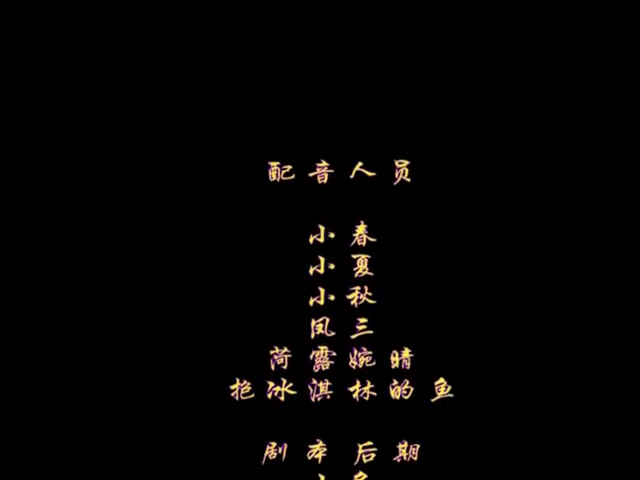 配音人员
小春
小夏
小秋
凤三
荷露婉晴
抱冰淇林的鱼
剧本后期